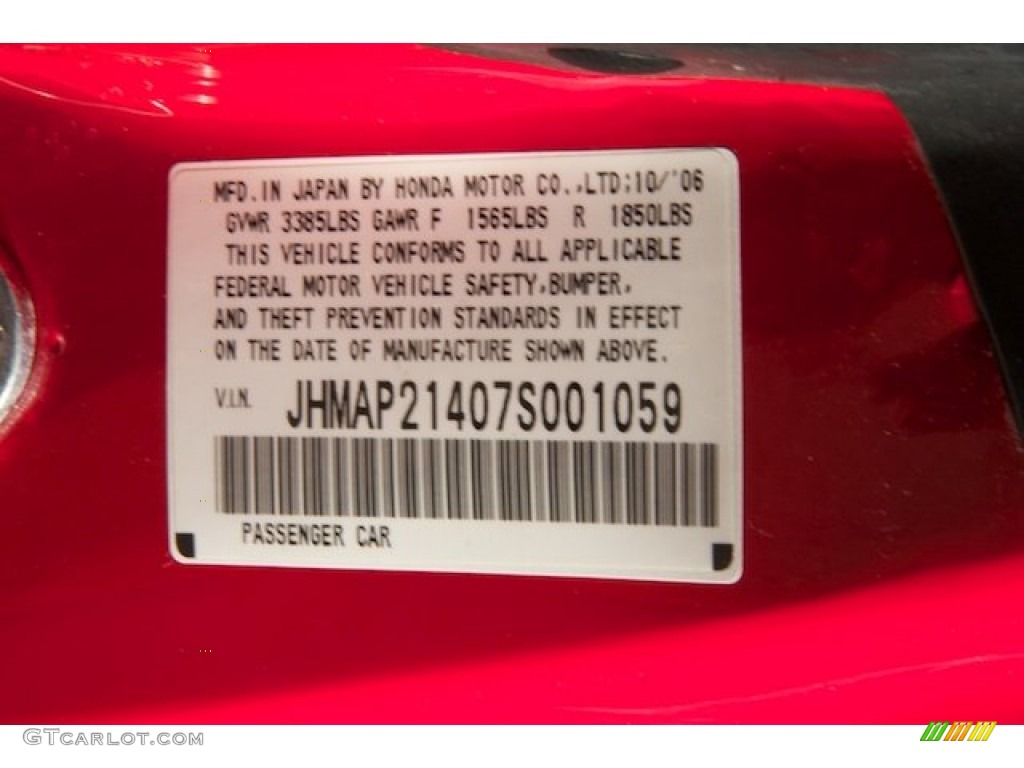 MFD. IN JAPAN BY HONDA MOTOR CO.,LTD:10/'06
GVWR 3385LBS GAWR F 1565LBS R 1850LBS
THIS VEHICLE CONFORMS TO ALL APPLICABLE
FEDERAL MOTOR VEHICLE SAFETY,BUMPER,
AND THEFT PREVENTION STANDARDS IN EFFECT
ON THE DATE OF MANUFACTURE SHOWN ABOVE.
V.I.N. JHMAP21407S001059
PASSENGER CAR
GTCARLOT.COM